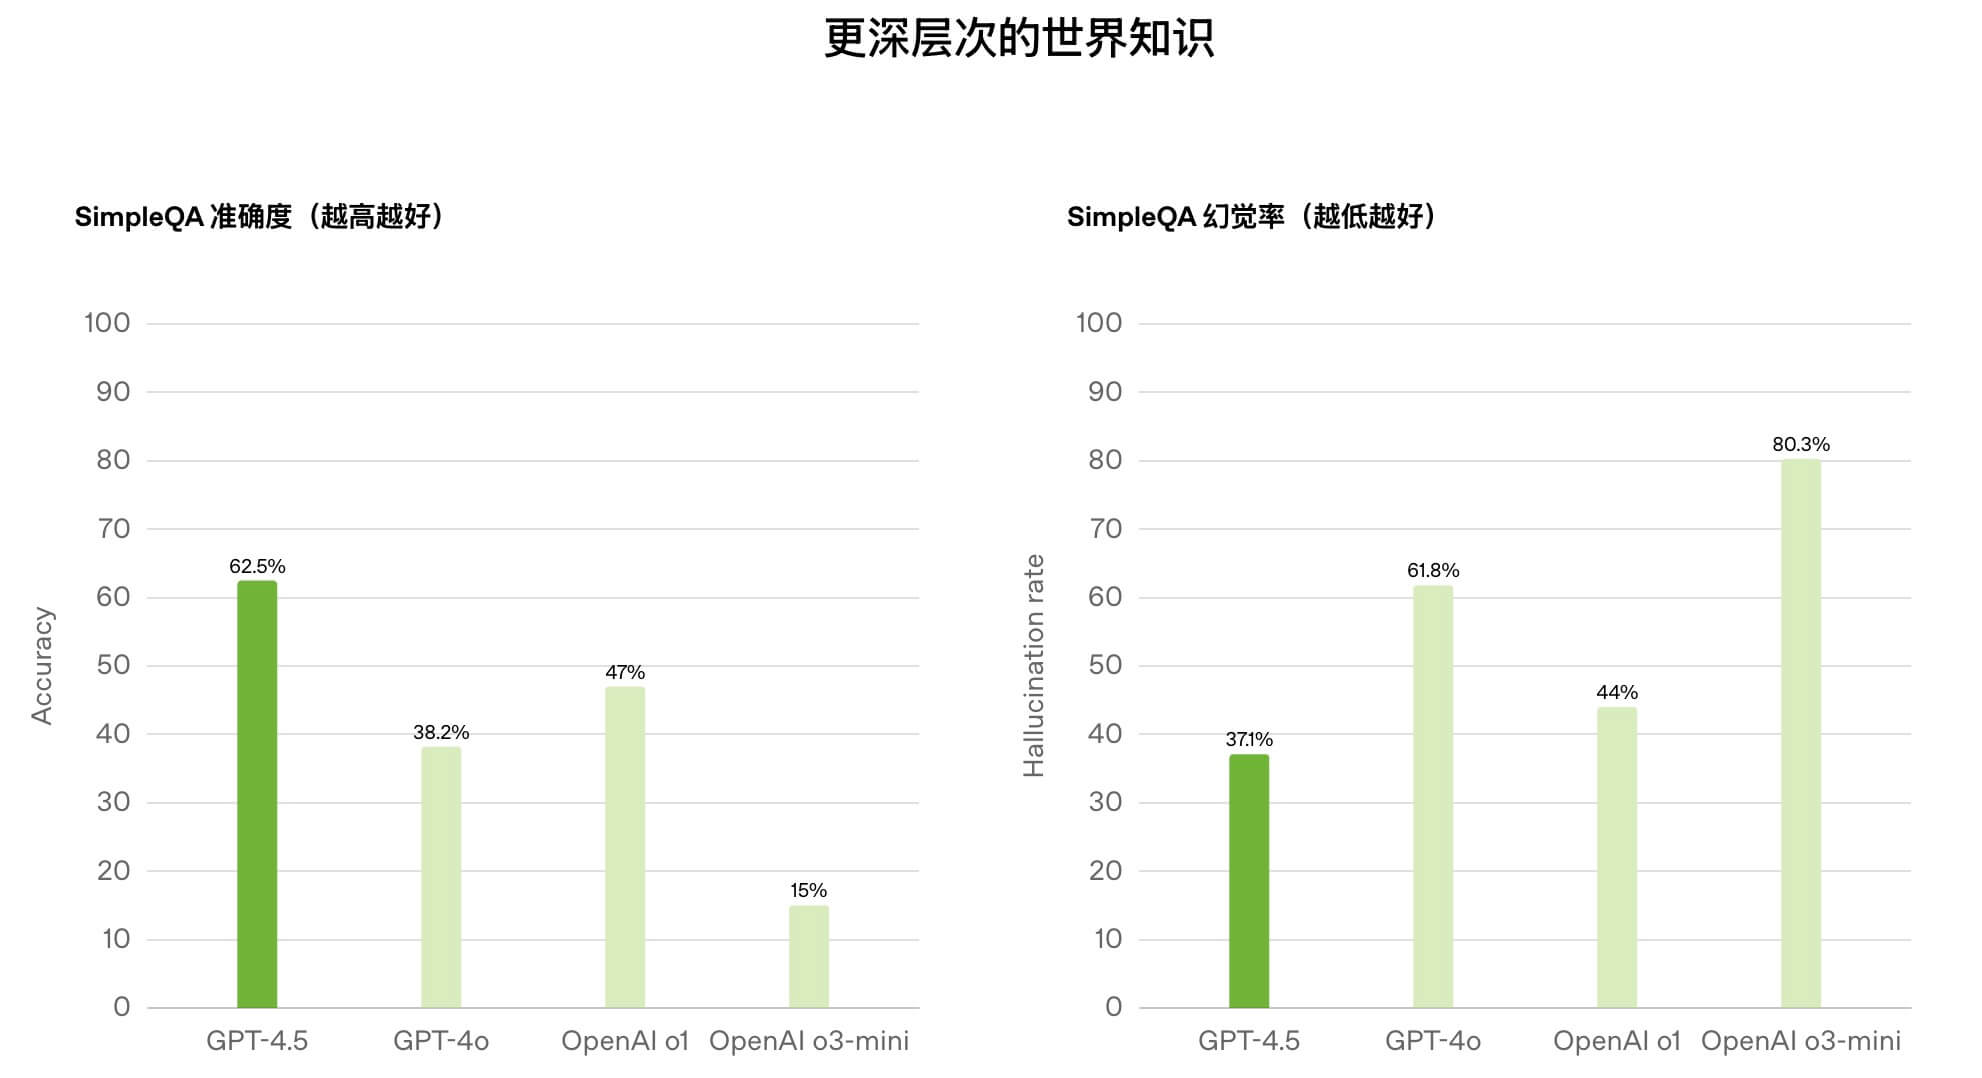 更深层次的世界知识
SimpleQA 准确度（越高越好）
100
90
80
70
60
50
40
30
20
10
0
Accuracy
62.5%
38.2%
47%
15%
GPT-4.5
GPT-4o
OpenAI o1
OpenAI o3-mini
SimpleQA 幻觉率（越低越好）
100
90
80
70
60
50
40
30
20
10
0
Hallucination rate
37.1%
61.8%
44%
80.3%
GPT-4.5
GPT-4o
OpenAI o1
OpenAI o3-mini